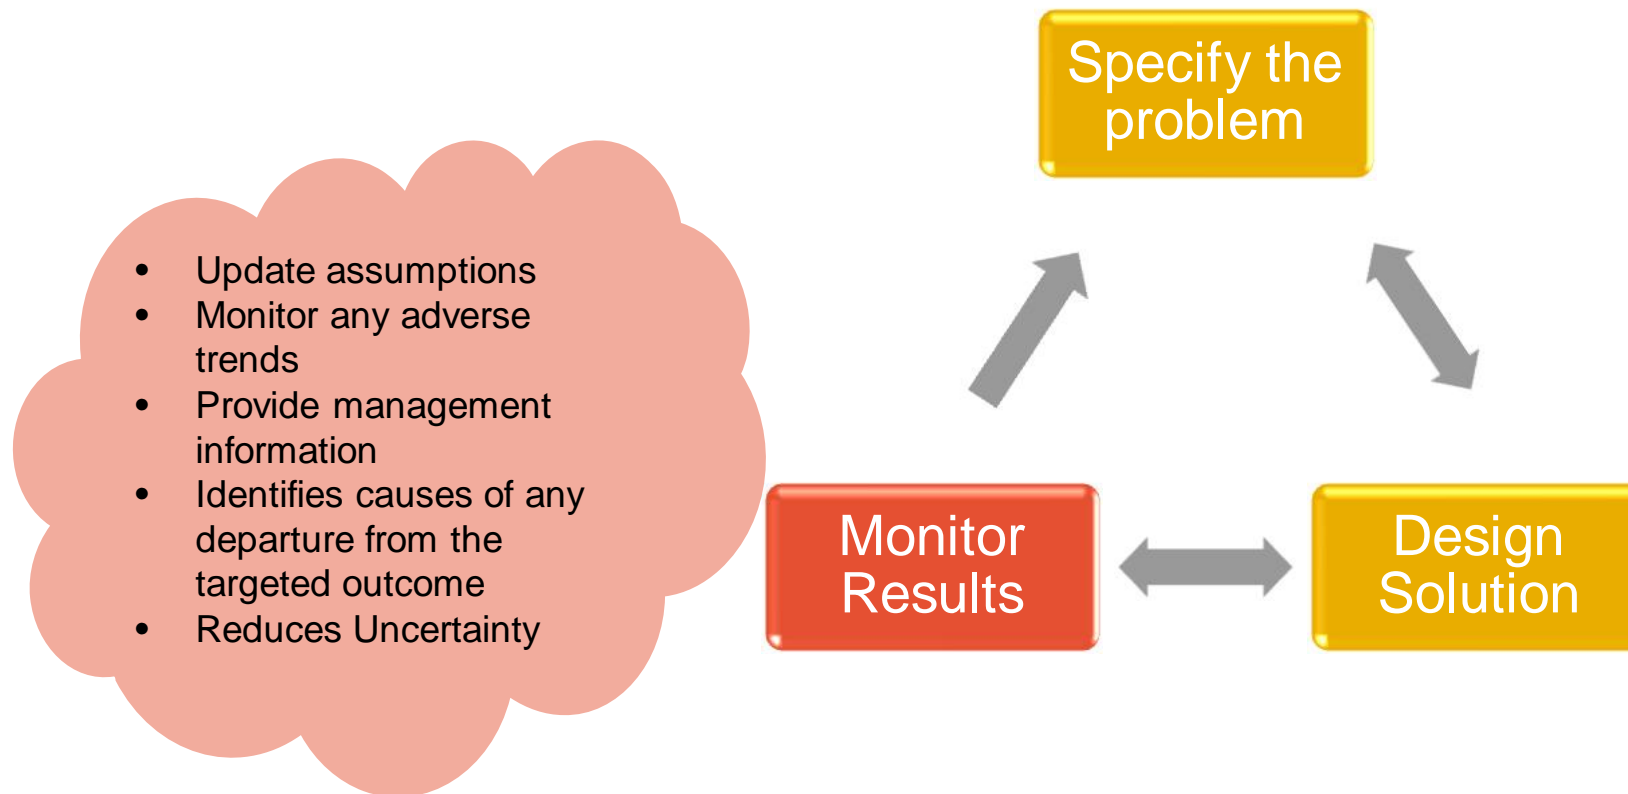 Specify the
problem
• Update assumptions
• Monitor any adverse
trends
• Provide management
information
• Identifies causes of any
departure from the
targeted outcome
• Reduces Uncertainty
Monitor
Results
Design
Solution